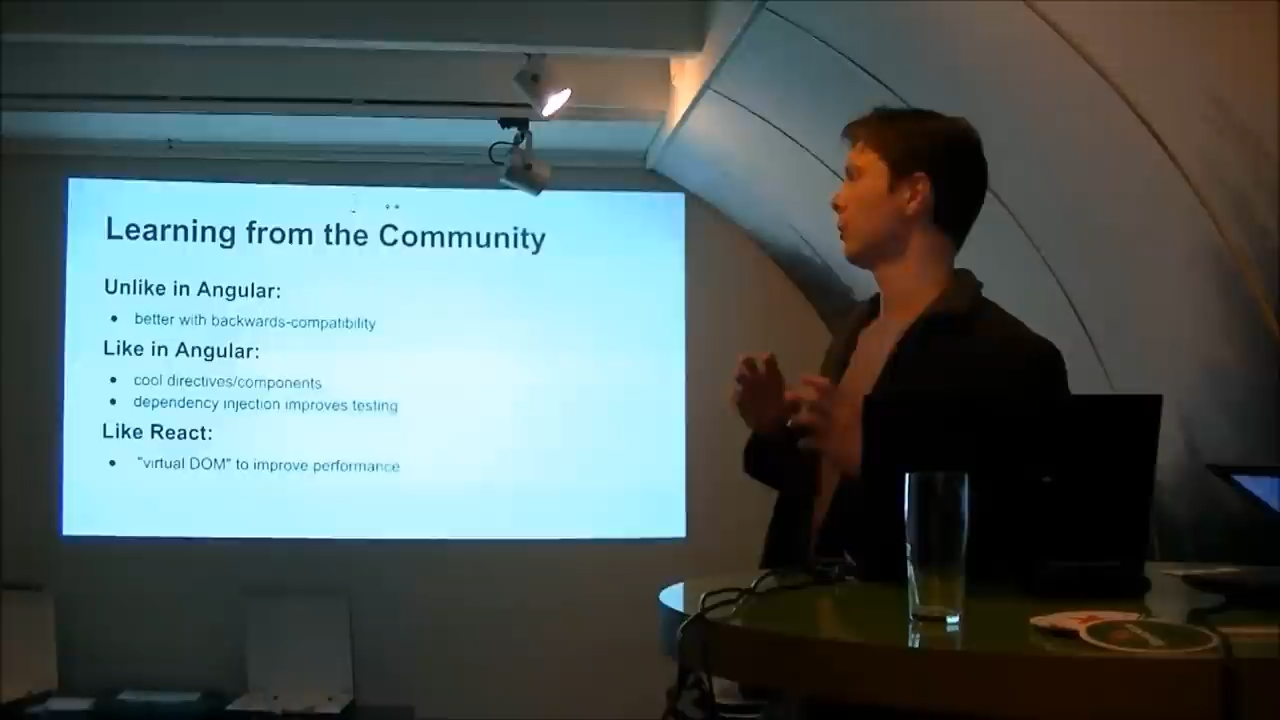 Learning from the Community
Unlike in Angular:
better with backwards-compatibility
Like in Angular:
cool directives/components
dependency injection improves testing
Like React:
"virtual DOM" to improve performance